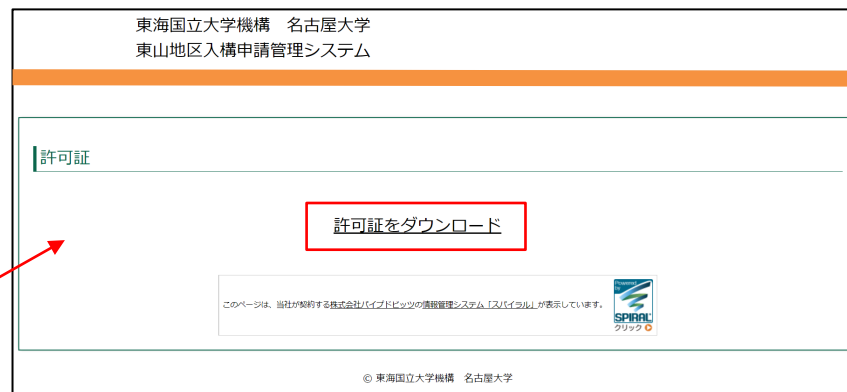 東海国立大学機構　名古屋大学
東山地区入構申請管理システム
許可証
許可証をダウンロード
このページは、当社が契約する株式会社パイプドビッツの情報管理システム「スパイラル」が表示しています。
Powered
by
SPIRAL
クリック
© 東海国立大学機構　名古屋大学